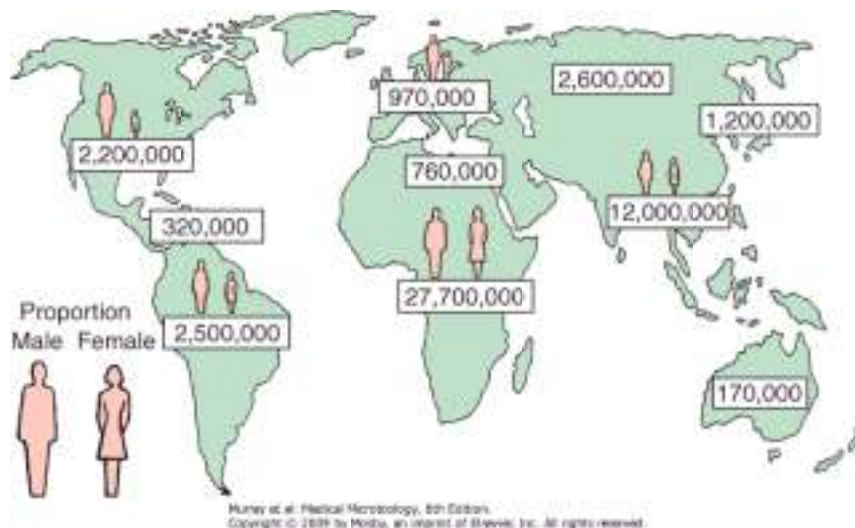 970,000
2,600,000
1,200,000
2,200,000
760,000
12,000,000
320,000
27,700,000
Proportion
Male Female
2,500,000
170,000
Murray et al: Medical Microbiology, 6th Edition.
Copyright © 2009 by Mosby, an imprint of Elsevier, Inc. All rights reserved.